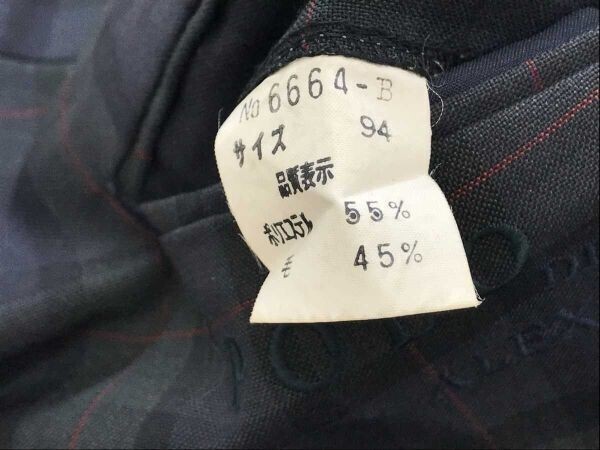 No 6664-B
サイズ 94
品質表示
ポリエステル 55%
毛 45%